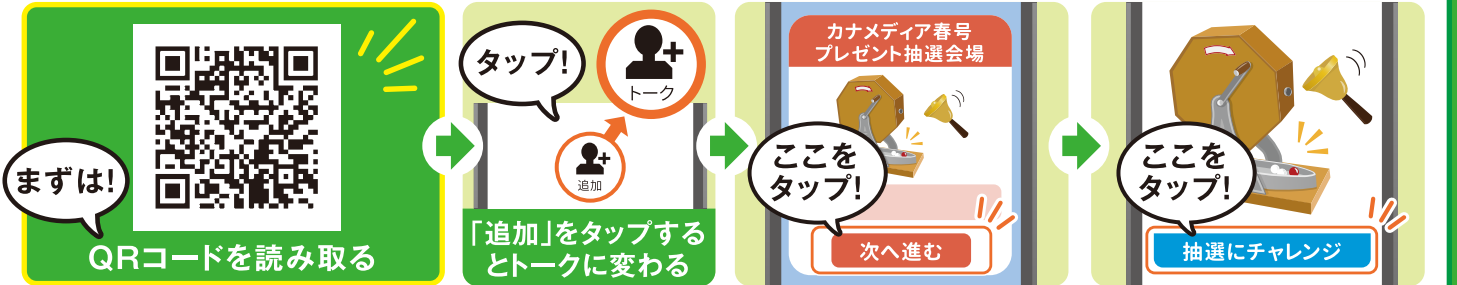 まずは!
QRコードを読み取る
タップ!
トーク
追加
「追加」をタップする
とトークに変わる
カナメディア春号
プレゼント抽選会場
ここを
タップ!
次へ進む
ここを
タップ!
抽選にチャレンジ